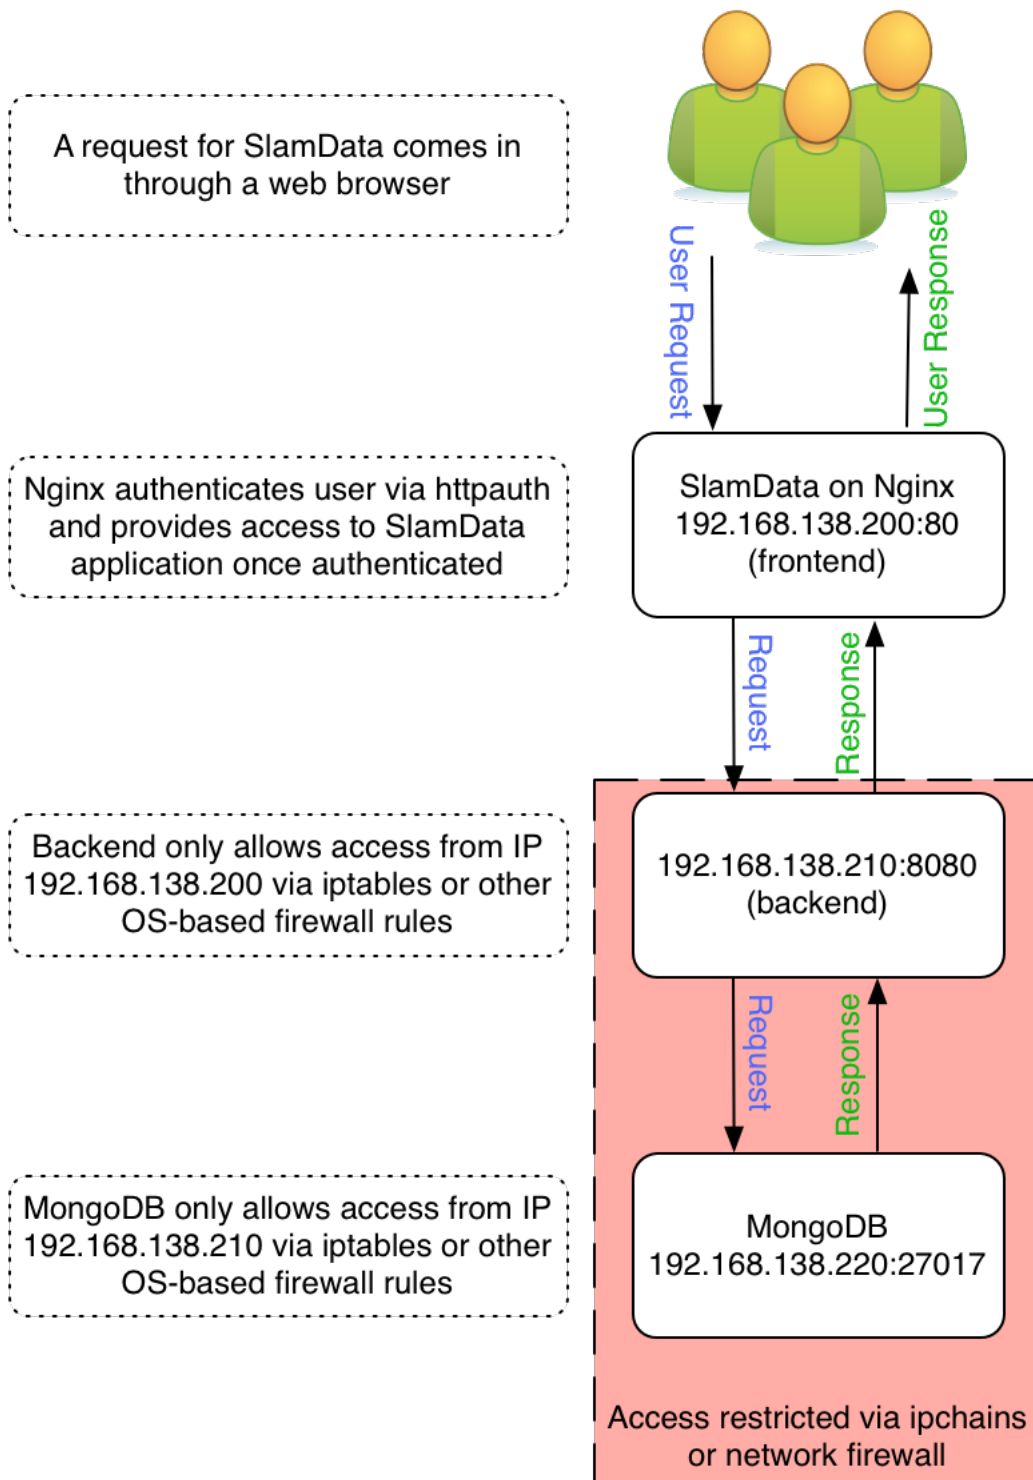 A request for SlamData comes in
through a web browser
User Request
User Response
Nginx authenticates user via httpauth
and provides access to SlamData
application once authenticated
SlamData on Nginx
192.168.138.200:80
(frontend)
Request
Response
Backend only allows access from IP
192.168.138.200 via iptables or other
OS-based firewall rules
192.168.138.210:8080
(backend)
Request
Response
MongoDB only allows access from IP
192.168.138.210 via iptables or other
OS-based firewall rules
MongoDB
192.168.138.220:27017
Access restricted via ipchains
or network firewall